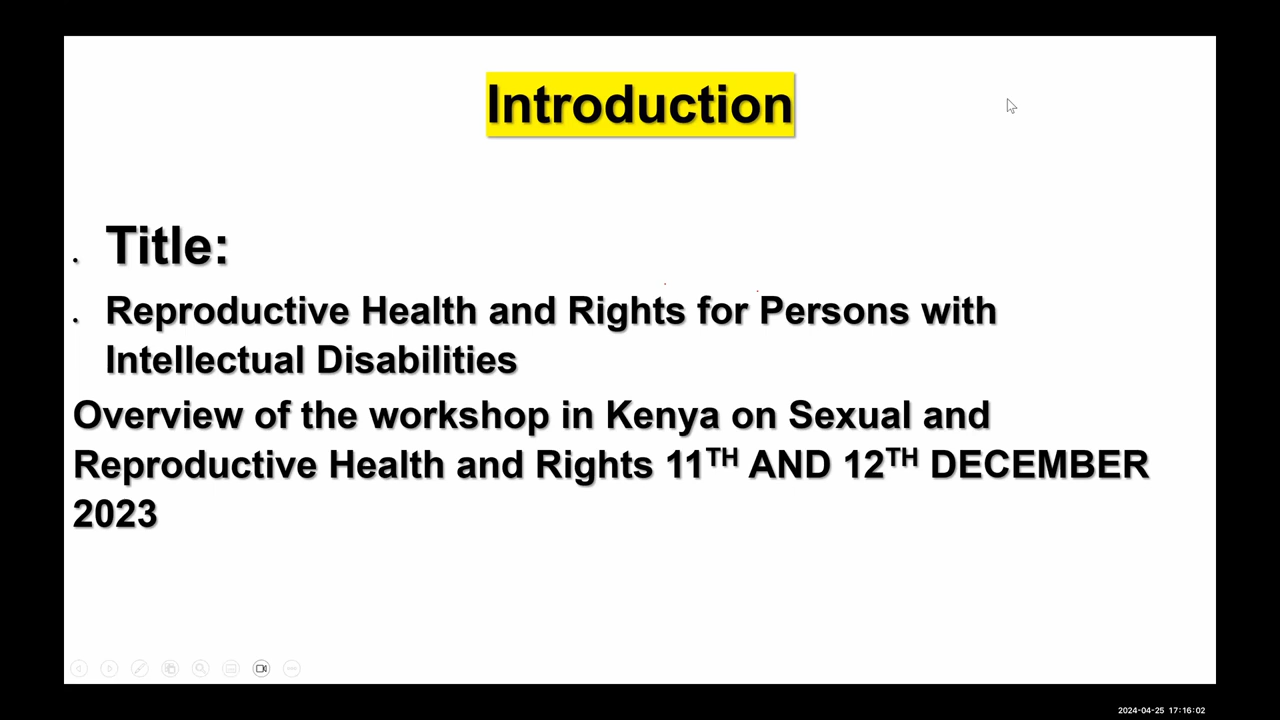 Introduction
Title:
Reproductive Health and Rights for Persons with
Intellectual Disabilities
Overview of the workshop in Kenya on Sexual and
Reproductive Health and Rights 11TH AND 12TH DECEMBER
2023
2024-04-25 17:16:02